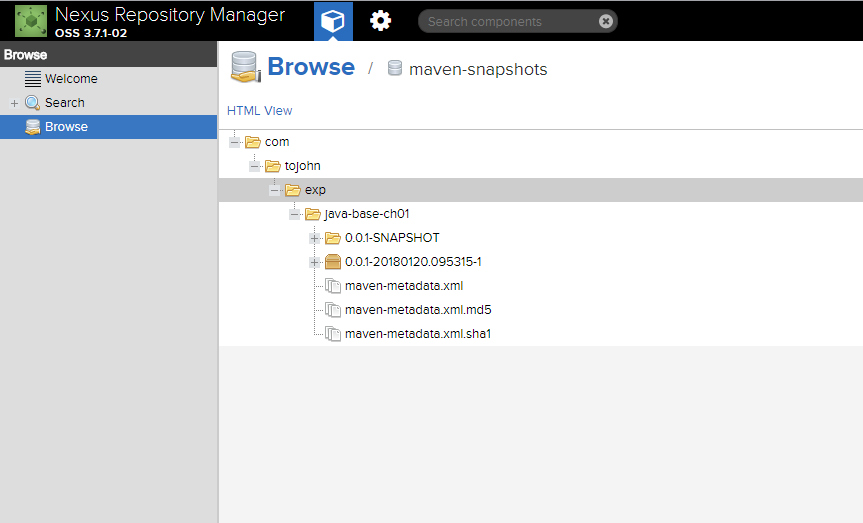 Nexus Repository Manager
OSS 3.7.1-02
Search components
Browse
Welcome
Search
Browse
Browse / maven-snapshots
HTML View
com
tojohn
exp
java-base-ch01
0.0.1-SNAPSHOT
0.0.1-20180120.095315-1
maven-metadata.xml
maven-metadata.xml.md5
maven-metadata.xml.sha1